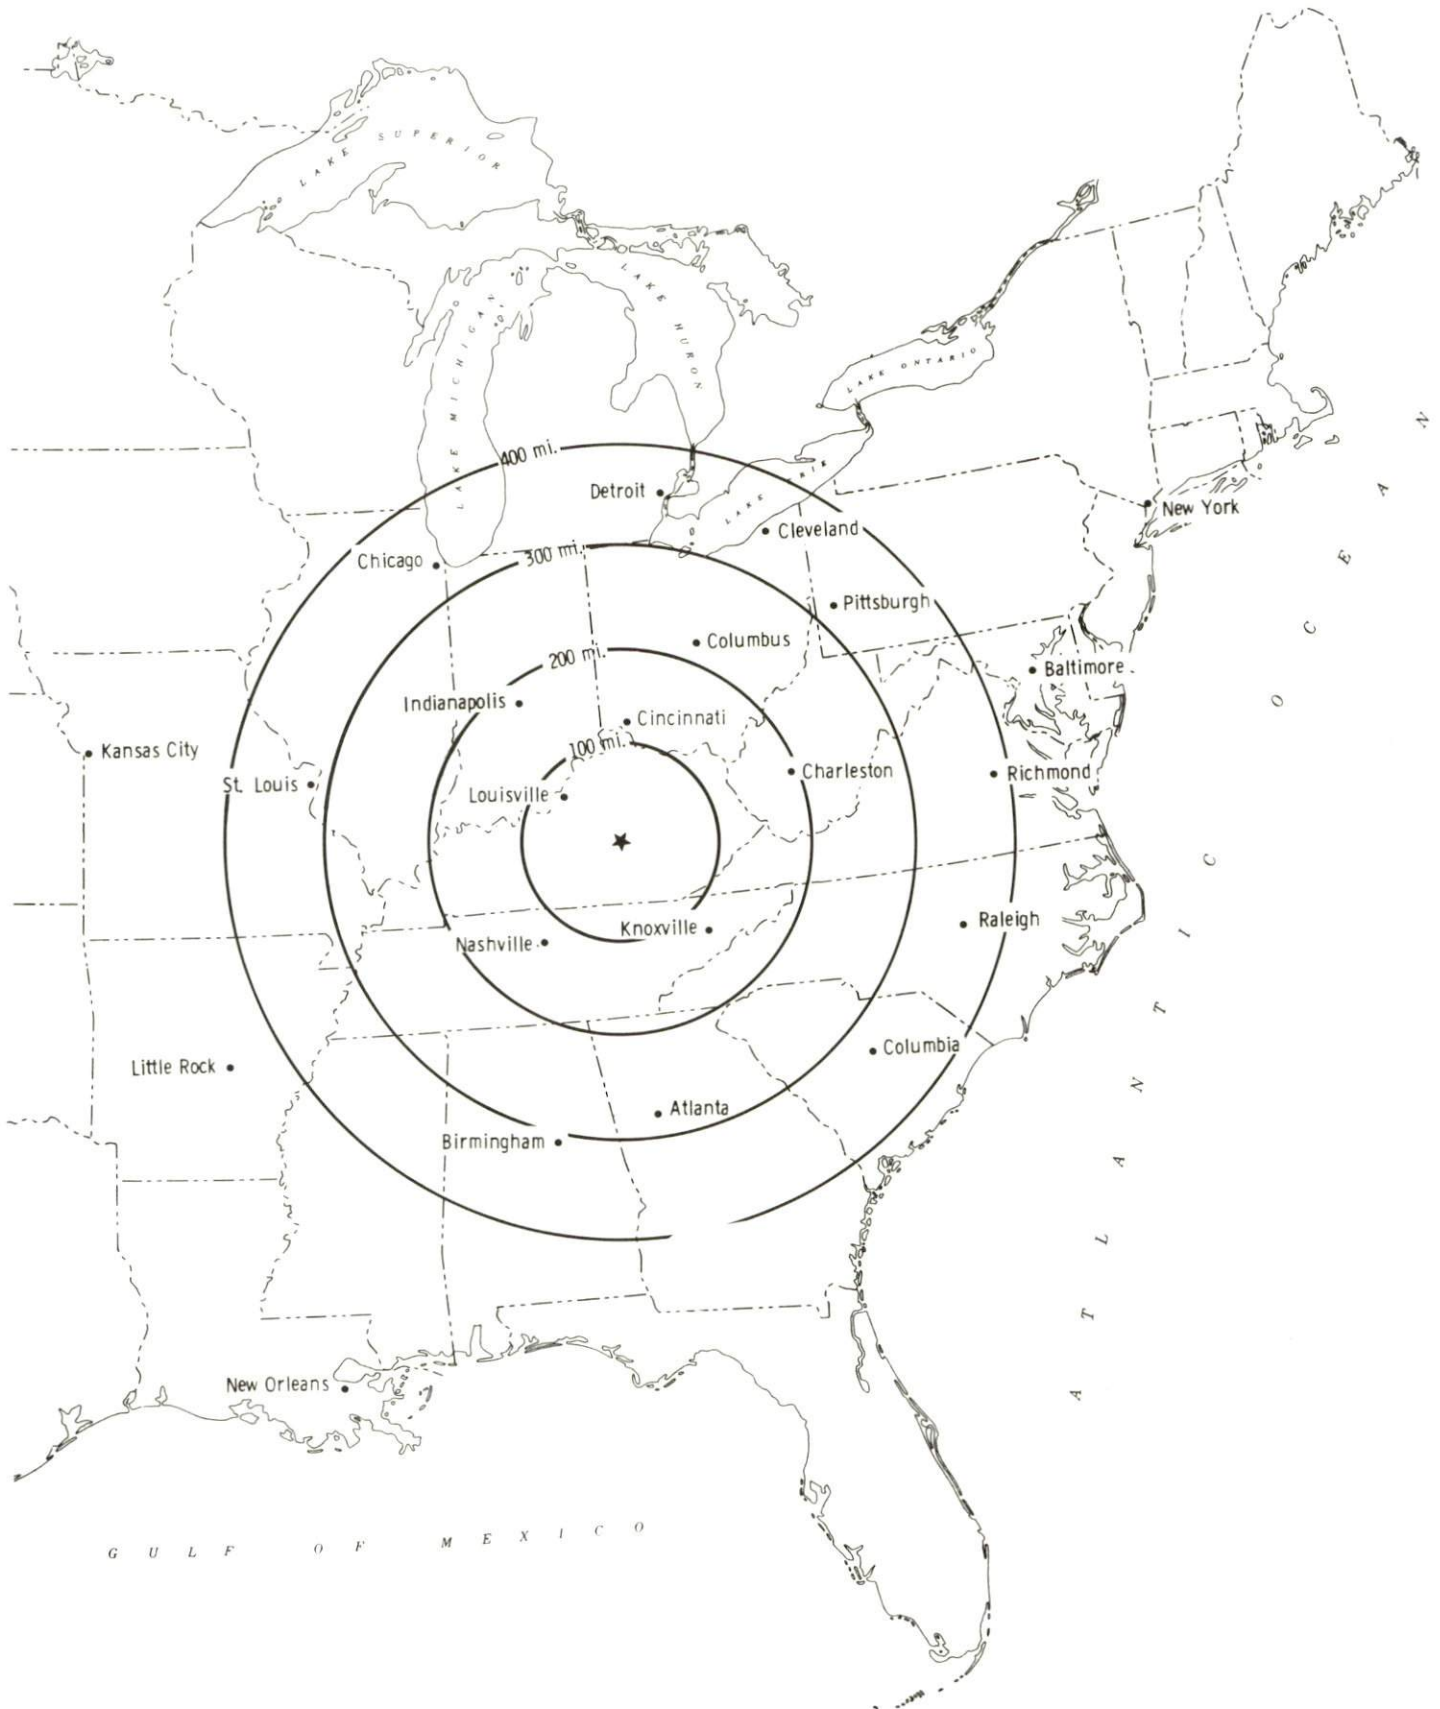 LAKE SUPERIOR
LAKE HURON
LAKE MICHIGAN
LAKE ONTARIO
400 mi.
LAKE ERIE
Detroit
New York
Cleveland
300 mi.
Chicago
Pittsburgh
Columbus
200 mi.
Baltimore
Indianapolis
Cincinnati
100 mi.
Kansas City
Charleston
Richmond
St. Louis
Louisville
Raleigh
Knoxville
Nashville
Columbia
Little Rock
Atlanta
Birmingham
New Orleans
ATLANTIC OCEAN
GULF OF MEXICO